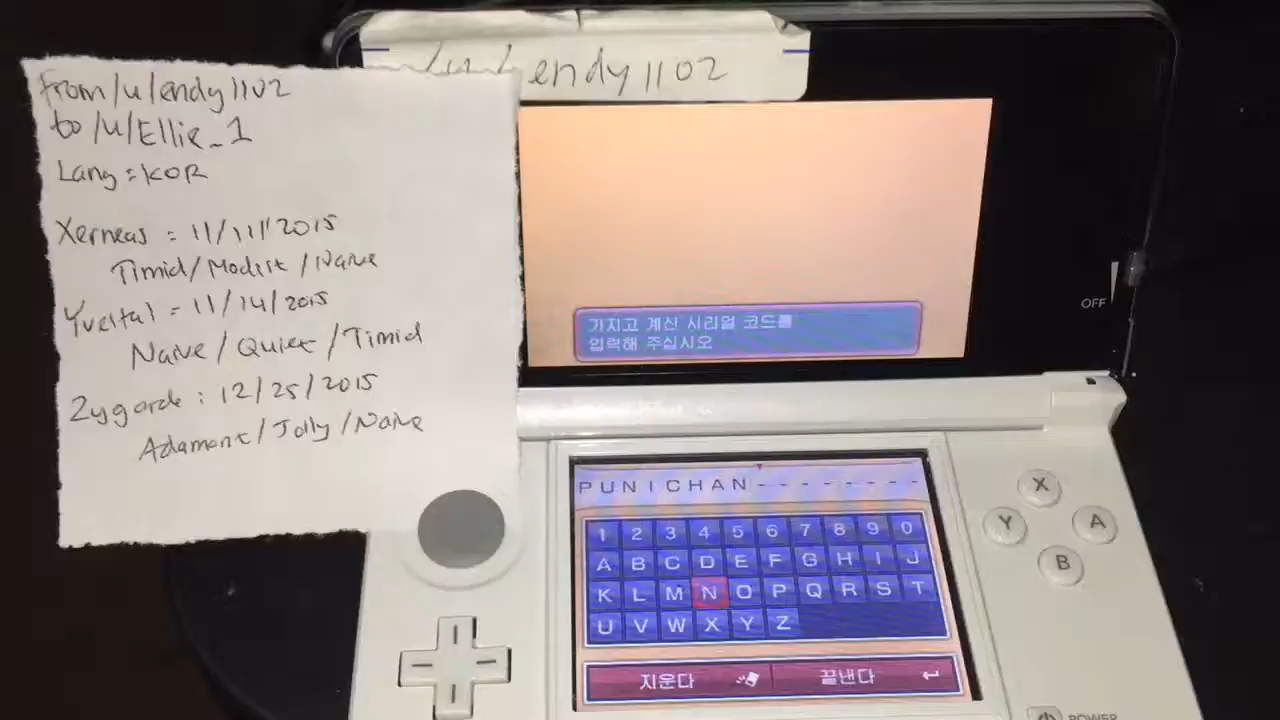 from /u/endy1102
to /u/Ellie_1
Lang = KOR
Xerneas = 11/11/2015
Timid/Modest/Naive
Yveltal = 11/14/2015
Naive/Quiet/Timid
Zygarde: 12/25/2015
Adamant/Jolly/Naive
/u/endy1102
가지고 계신 시리얼 코드를
입력해 주십시오
OFF
PUNICHAN--------
1 2 3 4 5 6 7 8 9 0
A B C D E F G H I J
K L M N O P Q R S T
U V W X Y Z
지운다 끝낸다
X
Y A
B
POWER